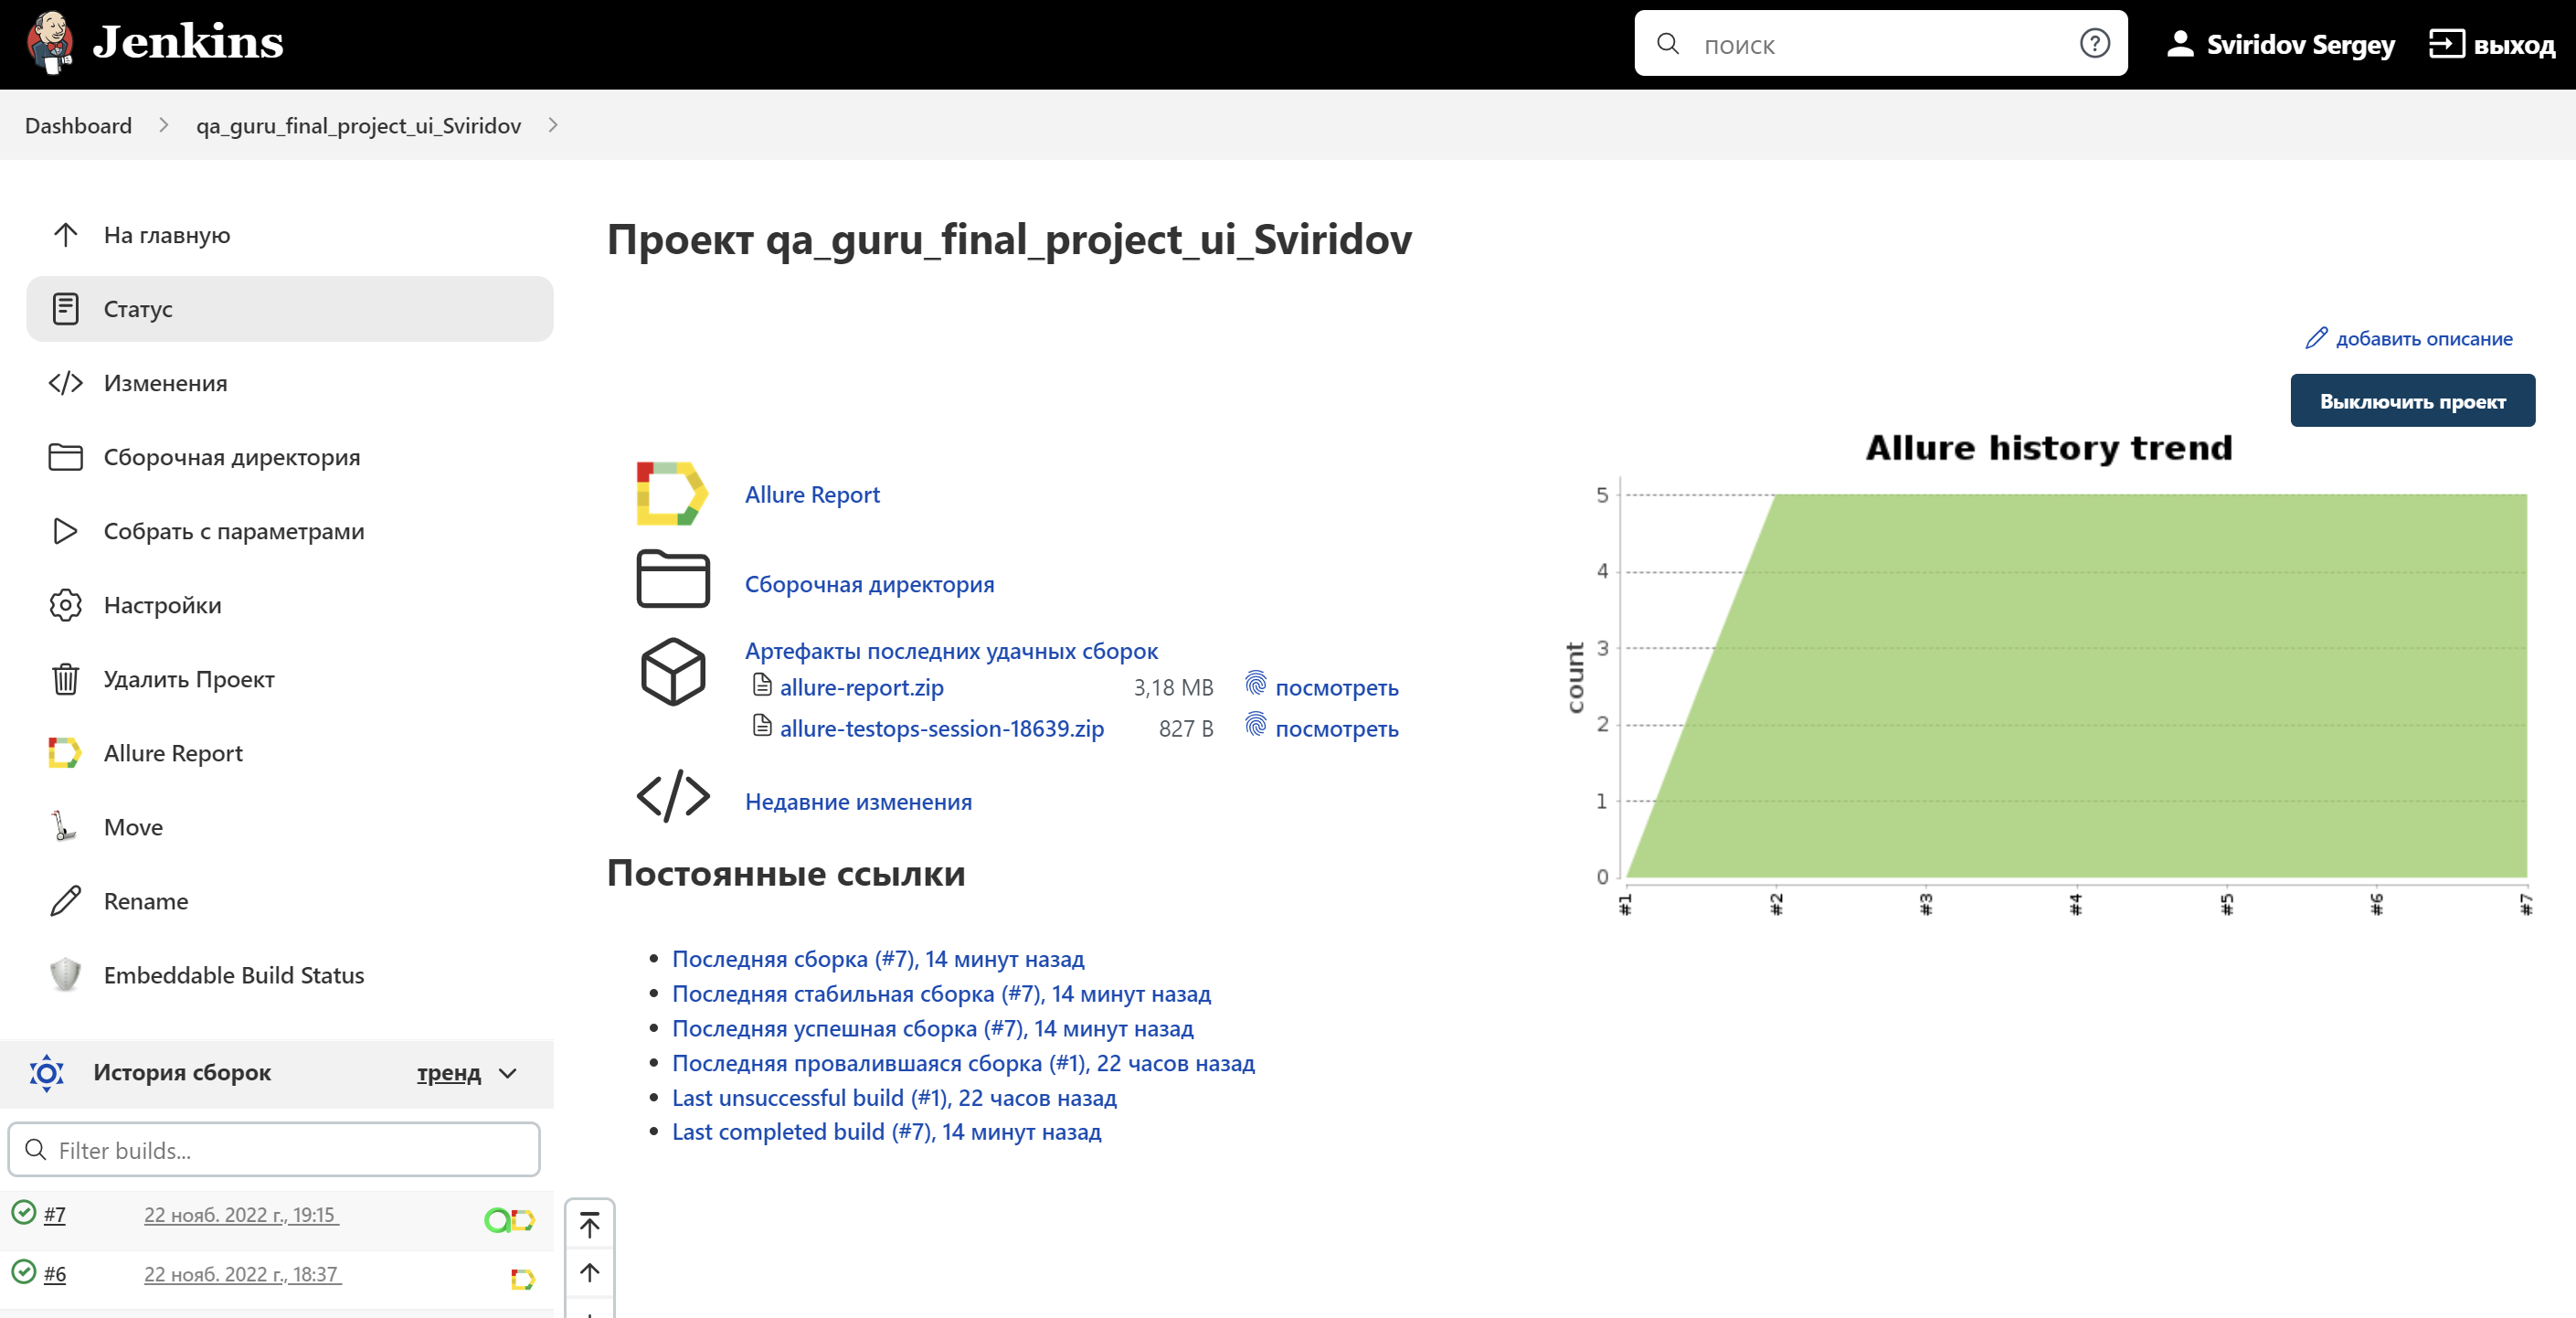 Jenkins
поиск
Sviridov Sergey
выход
Dashboard
qa_guru_final_project_ui_Sviridov
На главную
Статус
Изменения
Сборочная директория
Собрать с параметрами
Настройки
Удалить Проект
Allure Report
Move
Rename
Embeddable Build Status
История сборок
тренд
Filter builds...
#7
22 нояб. 2022 г., 19:15
#6
22 нояб. 2022 г., 18:37
Проект qa_guru_final_project_ui_Sviridov
добавить описание
Выключить проект
Allure Report
Сборочная директория
Артефакты последних удачных сборок
allure-report.zip 3,18 MB посмотреть
allure-testops-session-18639.zip 827 B посмотреть
Недавние изменения
Постоянные ссылки
Последняя сборка (#7), 14 минут назад
Последняя стабильная сборка (#7), 14 минут назад
Последняя успешная сборка (#7), 14 минут назад
Последняя провалившаяся сборка (#1), 22 часов назад
Last unsuccessful build (#1), 22 часов назад
Last completed build (#7), 14 минут назад
Allure history trend
count
5
4
3
2
1
0
#1 #2 #3 #4 #5 #6 #7